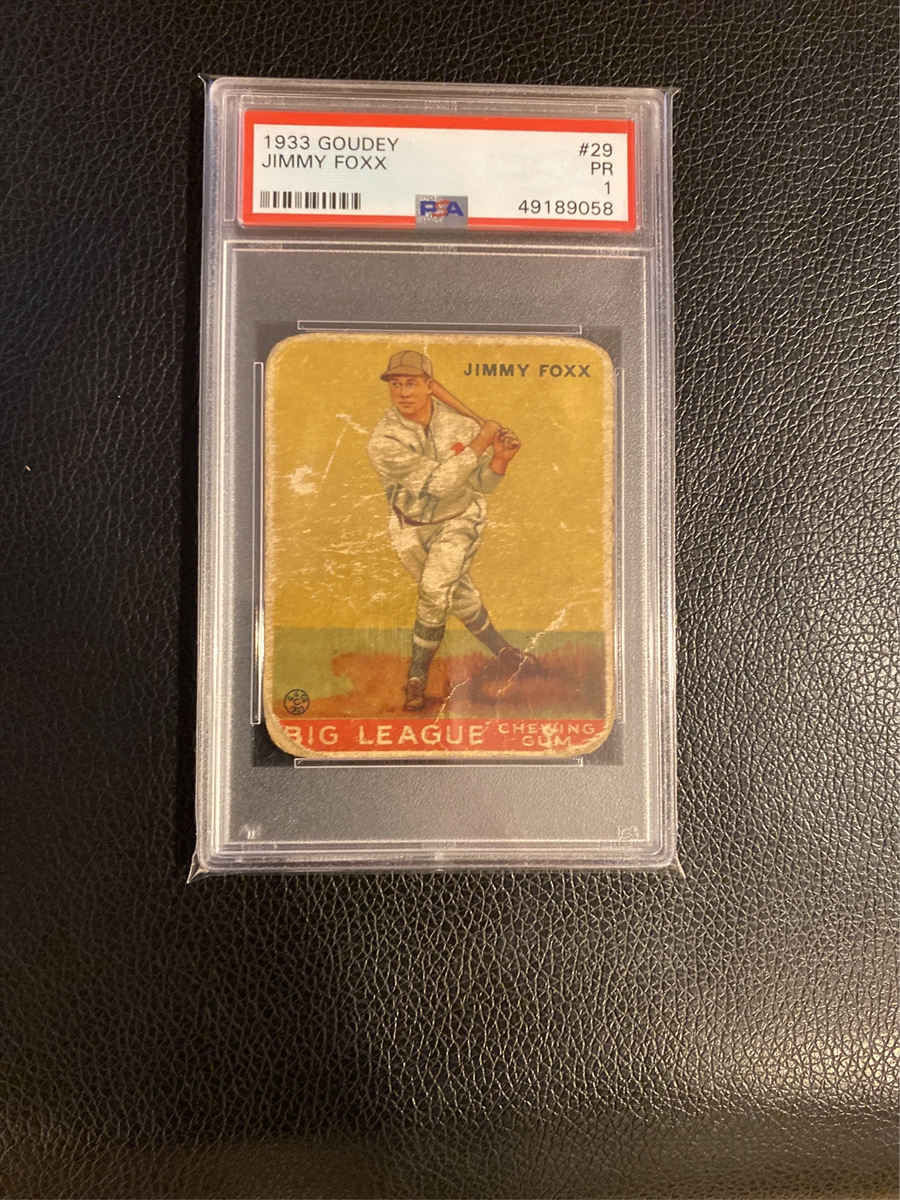 1933 GOUDEY
JIMMY FOXX
#29
PR
1
49189058
PSA
JIMMY FOXX
BIG LEAGUE CHEWING
GUM